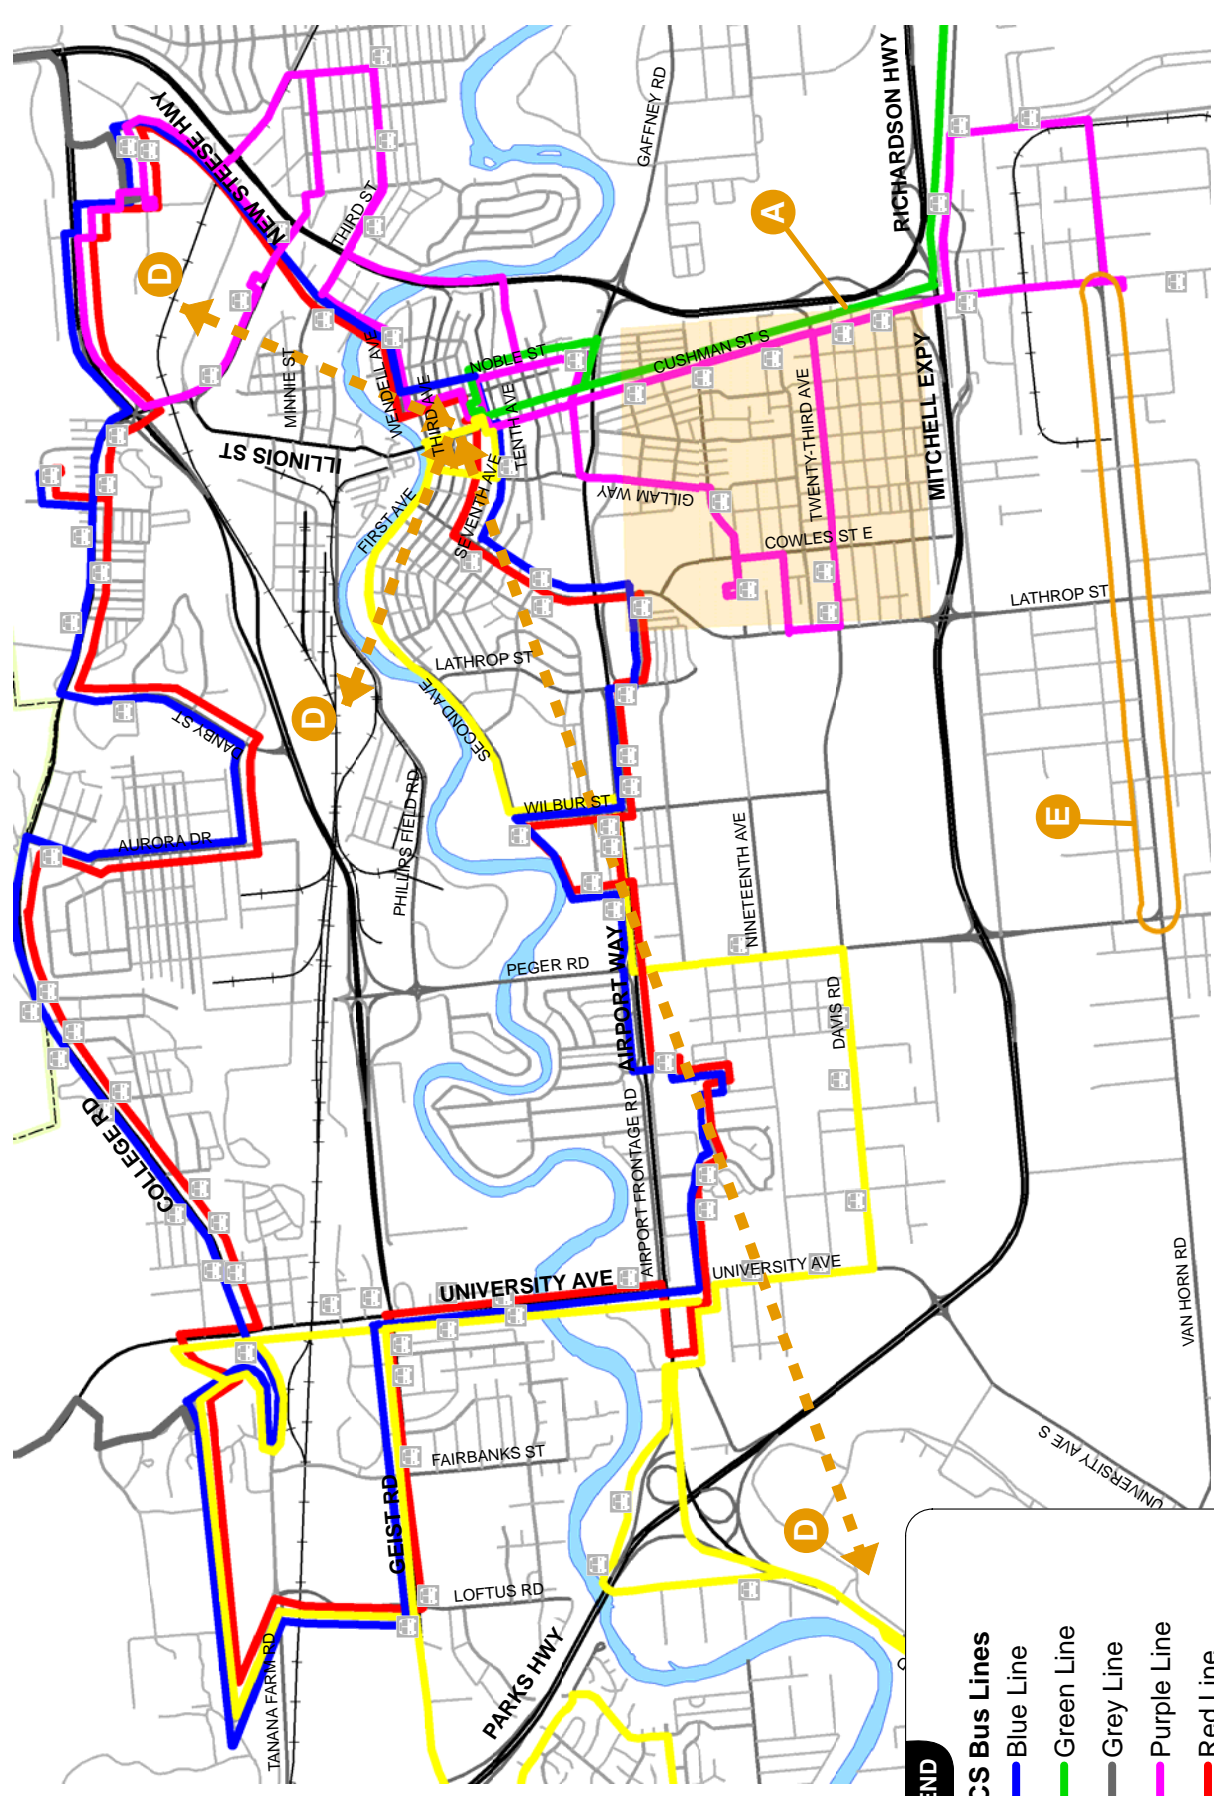 RICHARDSON HWY
GAFFNEY RD
NEW STEESE HWY
THIRD ST
A
D
MINNIE ST
WENDELL AVE
THIRD AVE
NOBLE ST
TENTH AVE
CUSHMAN ST S
MITCHELL EXPY
ILLINOIS ST
FIRST AVE
SEVENTH AVE
GILLAM WAY
TWENTY-THIRD AVE
COWLES ST E
LATHROP ST
LATHROP ST
D
DANBY ST
SECOND AVE
WILBUR ST
E
AURORA DR
PHILLIPS FIELD RD
NINETEENTH AVE
PEGER RD
AIRPORT WAY
DAVIS RD
COLLEGE RD
AIRPORT FRONTAGE RD
UNIVERSITY AVE
UNIVERSITY AVE
VAN HORN RD
FAIRBANKS ST
GEIST RD
LOFTUS RD
UNIVERSITY AVE S
D
TANANA FARM RD
PARKS HWY
END
CS Bus Lines
Blue Line
Green Line
Grey Line
Purple Line
Red Line